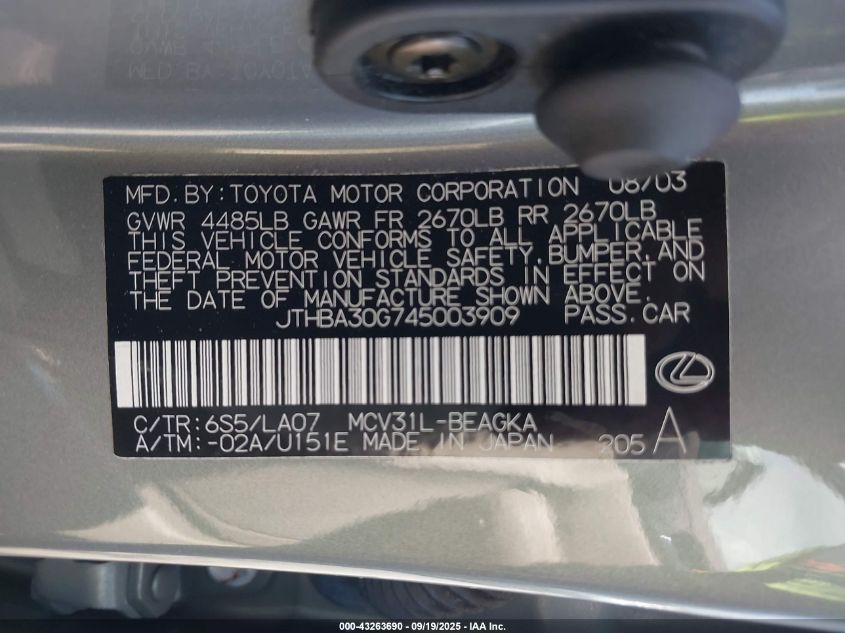 MFD. BY: TOYOTA MOTOR CORPORATION 08/03
GVWR 4485LB GAWR FR 2670LB RR 2670LB
THIS VEHICLE CONFORMS TO ALL APPLICABLE
FEDERAL MOTOR VEHICLE SAFETY, BUMPER, AND
THEFT PREVENTION STANDARDS IN EFFECT ON
THE DATE OF MANUFACTURE SHOWN ABOVE.
JTHBA30G745003909 PASS. CAR
C/TR: 6S5/LA07 MCV31L-BEAGKA
A/TM: -02A/U151E MADE IN JAPAN 205 A
000-43263690 - 09/19/2025 - IAA Inc.